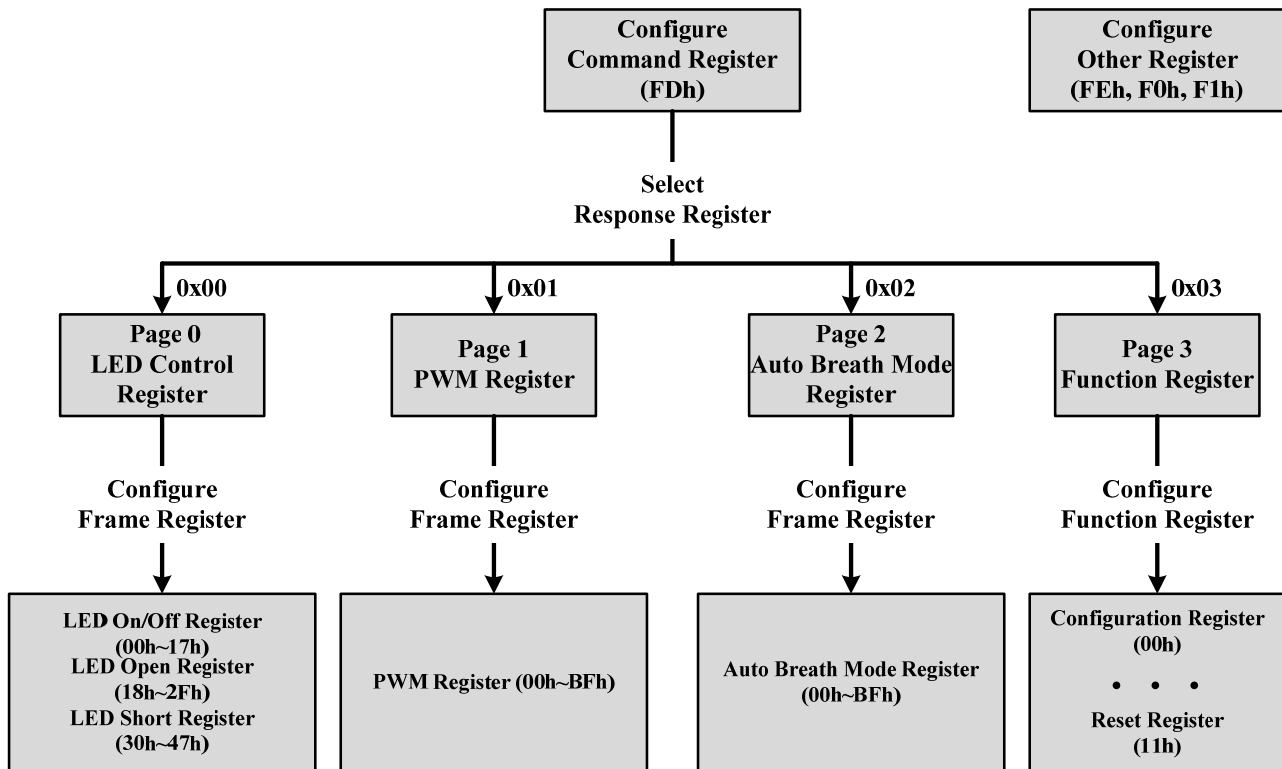 Configure
Command Register
(FDh)
Configure
Other Register
(FEh, F0h, F1h)
Select
Response Register
0x00
0x01
0x02
0x03
Page 0
LED Control
Register
Page 1
PWM Register
Page 2
Auto Breath Mode
Register
Page 3
Function Register
Configure
Frame Register
Configure
Frame Register
Configure
Frame Register
Configure
Function Register
LED On/Off Register
(00h~17h)
LED Open Register
(18h~2Fh)
LED Short Register
(30h~47h)
PWM Register (00h~BFh)
Auto Breath Mode Register
(00h~BFh)
Configuration Register
(00h)
• • •
Reset Register
(11h)